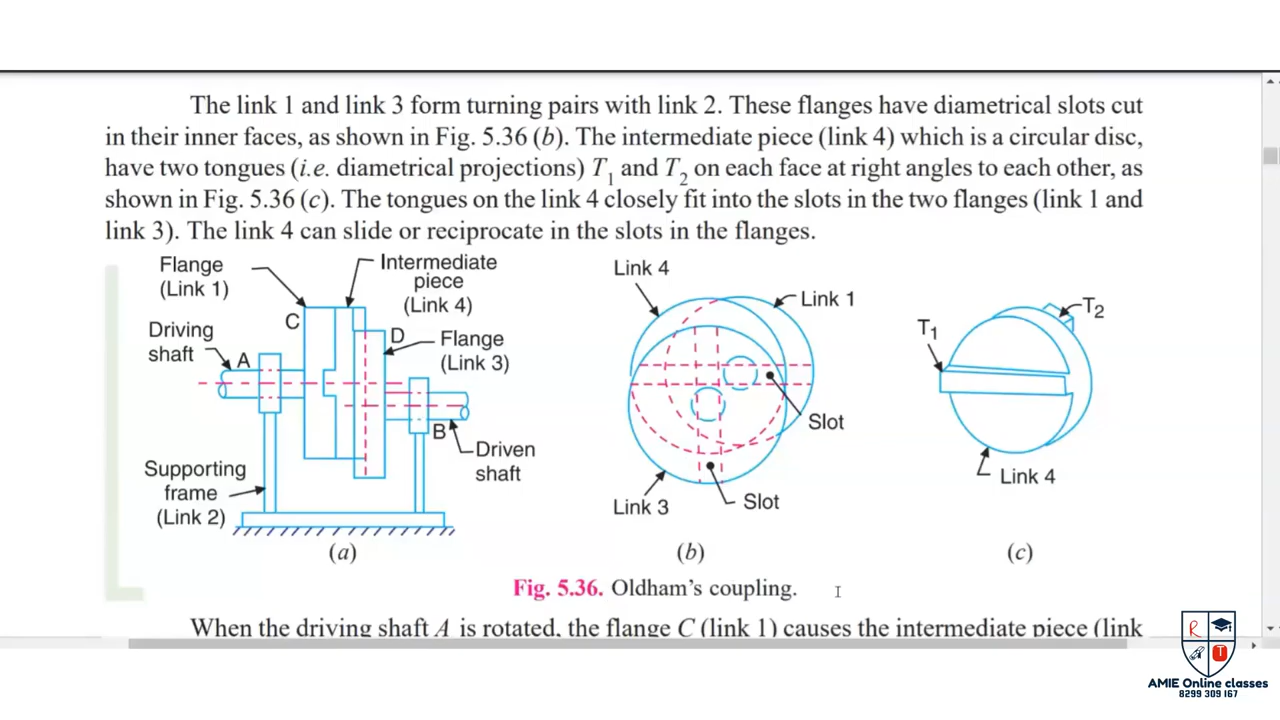 The link 1 and link 3 form turning pairs with link 2. These flanges have diametrical slots cut
in their inner faces, as shown in Fig. 5.36 (b). The intermediate piece (link 4) which is a circular disc,
have two tongues (i.e. diametrical projections) T1 and T2 on each face at right angles to each other, as
shown in Fig. 5.36 (c). The tongues on the link 4 closely fit into the slots in the two flanges (link 1 and
link 3). The link 4 can slide or reciprocate in the slots in the flanges.
Flange
(Link 1)
Intermediate
piece
(Link 4)
C
D
Driving
shaft
A
Flange
(Link 3)
B
Driven
shaft
Supporting
frame
(Link 2)
(a)
Link 4
Link 1
Slot
Link 3
Slot
(b)
T1
T2
Link 4
(c)
Fig. 5.36. Oldham's coupling.
When the driving shaft A is rotated, the flange C (link 1) causes the intermediate piece (link
R
T
AMIE Online classes
8299 309 167